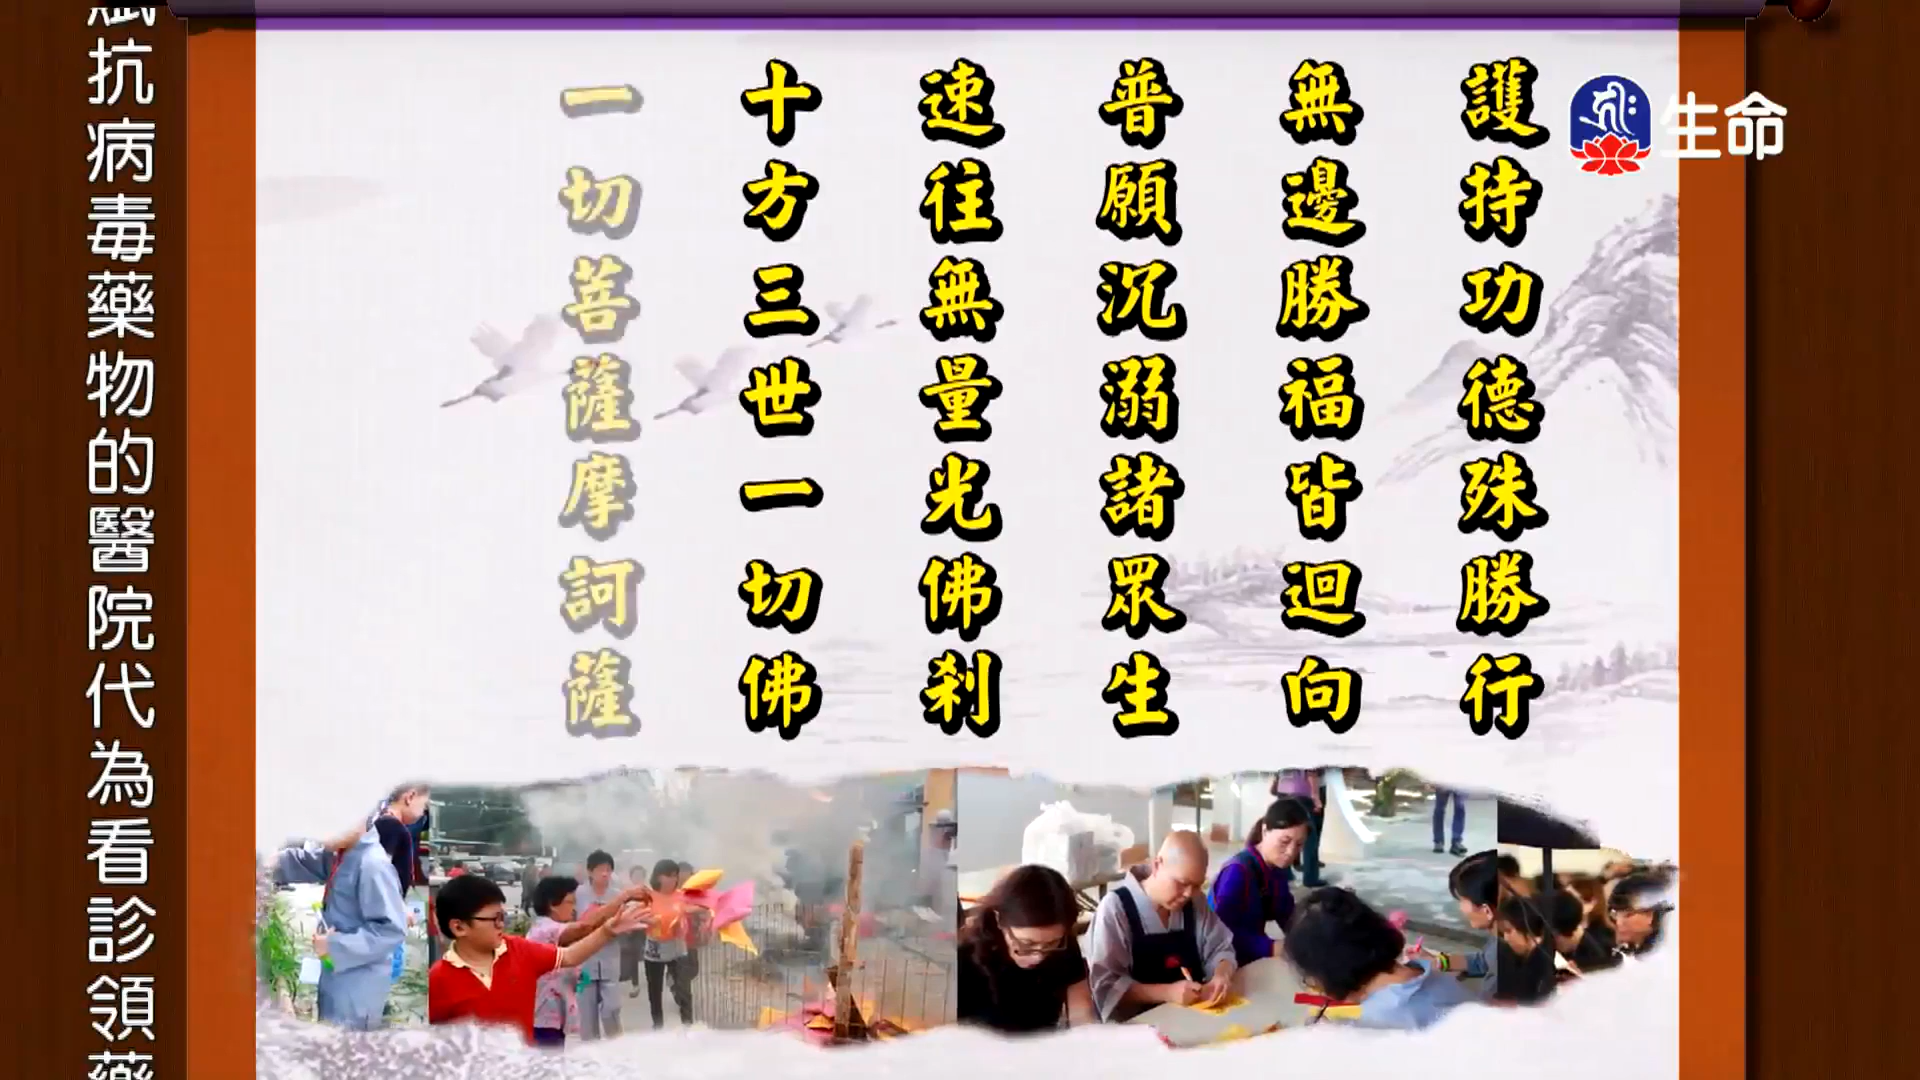 護持功德殊勝行
無邊勝福皆迴向
普願沉溺諸眾生
速往無量光佛剎
十方三世一切佛
一切菩薩摩訶薩
生命
賦抗病毒藥物的醫院代為看診領藥